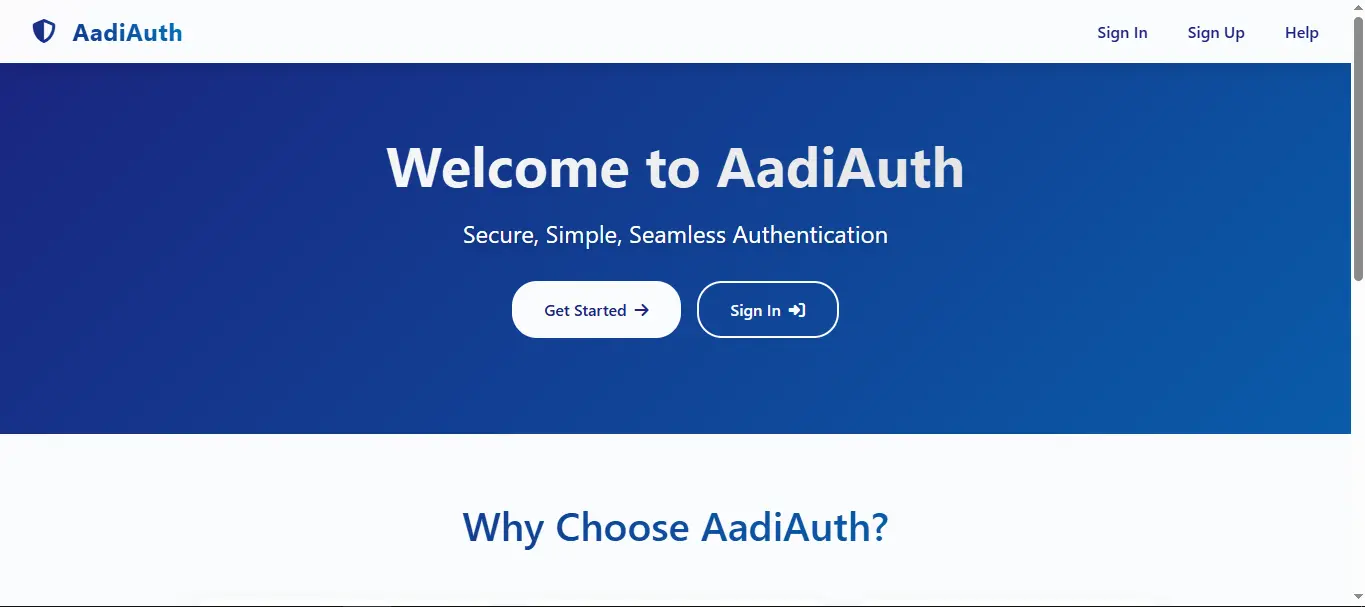 AadiAuth
Sign In
Sign Up
Help
Welcome to AadiAuth
Secure, Simple, Seamless Authentication
Get Started
Sign In
Why Choose AadiAuth?